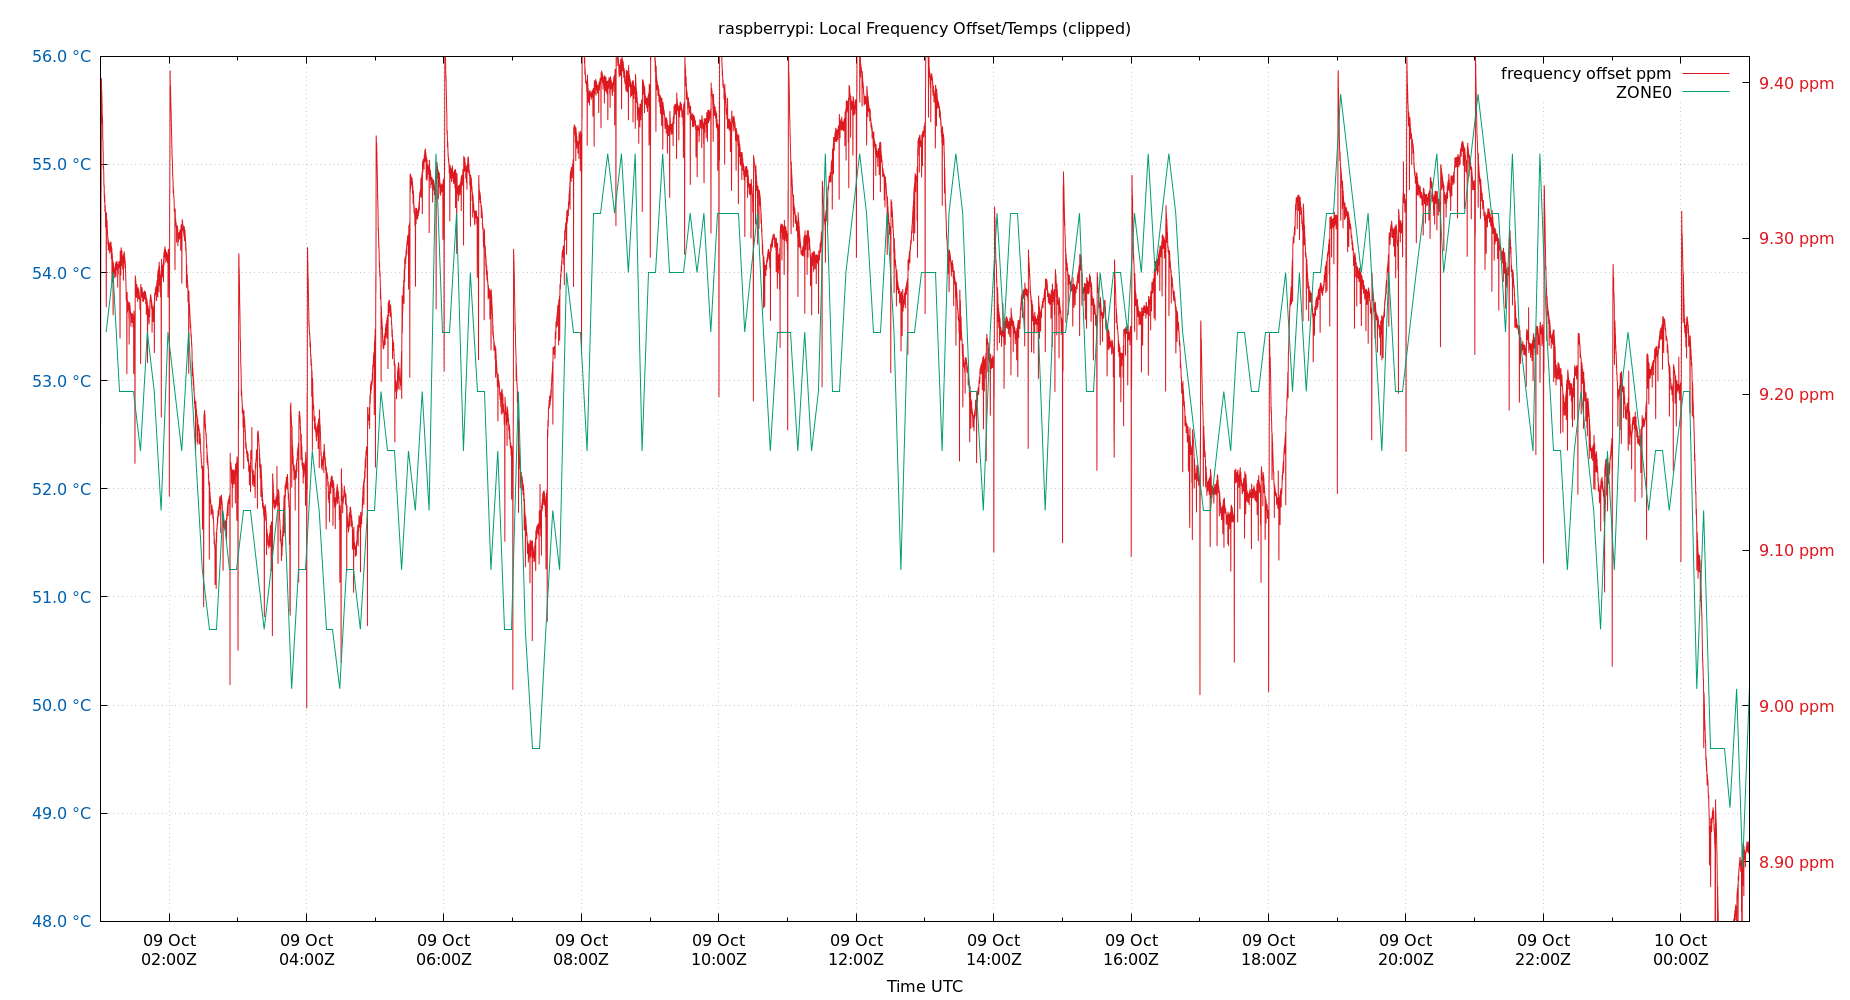 raspberrypi: Local Frequency Offset/Temps (clipped)
56.0 °C
55.0 °C
54.0 °C
53.0 °C
52.0 °C
51.0 °C
50.0 °C
49.0 °C
48.0 °C
frequency offset ppm
ZONE0
9.40 ppm
9.30 ppm
9.20 ppm
9.10 ppm
9.00 ppm
8.90 ppm
09 Oct 09 Oct 09 Oct 09 Oct 09 Oct 09 Oct 09 Oct 09 Oct 09 Oct 09 Oct 09 Oct 10 Oct
02:00Z 04:00Z 06:00Z 08:00Z 10:00Z 12:00Z 14:00Z 16:00Z 18:00Z 20:00Z 22:00Z 00:00Z
Time UTC